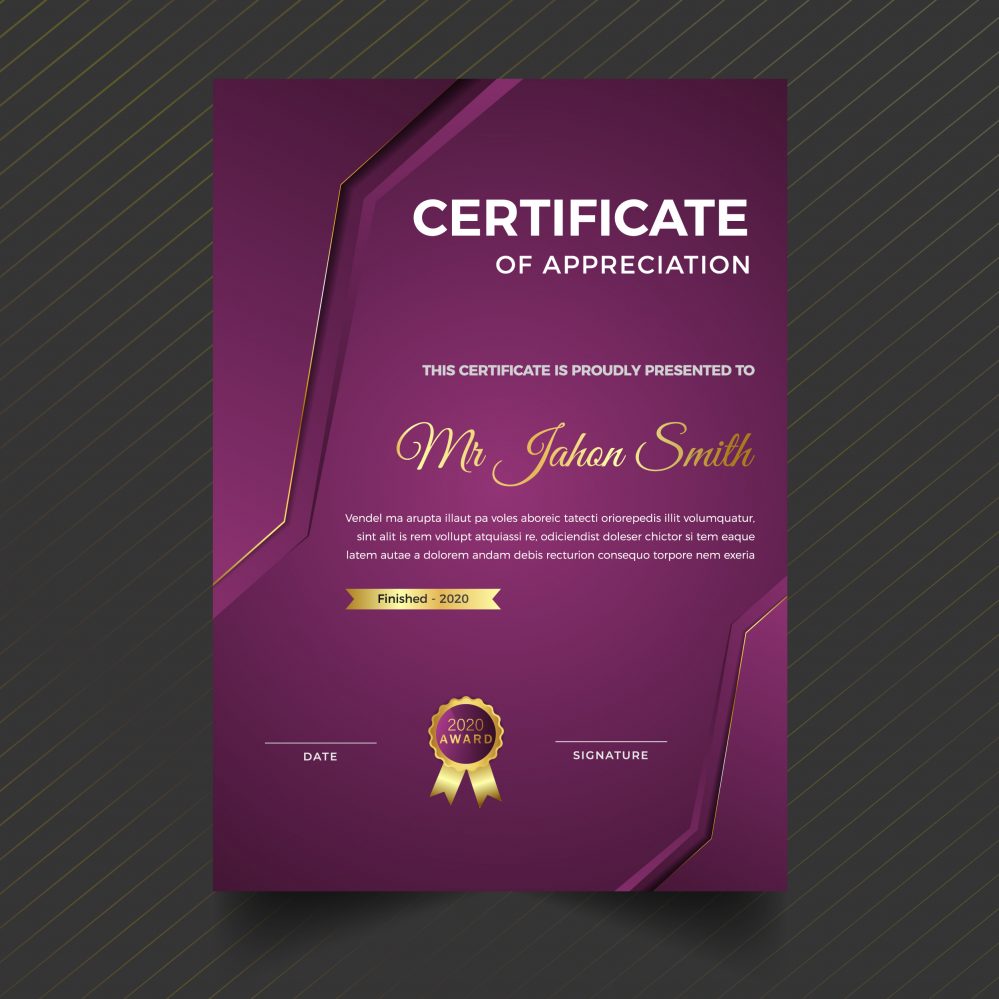 CERTIFICATE
OF APPRECIATION
THIS CERTIFICATE IS PROUDLY PRESENTED TO
Mr Jahon Smith
Vendel ma arupta illaut pa voles aboreic tatecti oriorepedis illit volumquatur,
sint alit is rem vollupt atquiassi re, odiciendist doleser chictor si tem eaque
latem autae a dolorem andam debis recturion consequo torpore nem exeria
Finished - 2020
2020
AWARD
DATE
SIGNATURE